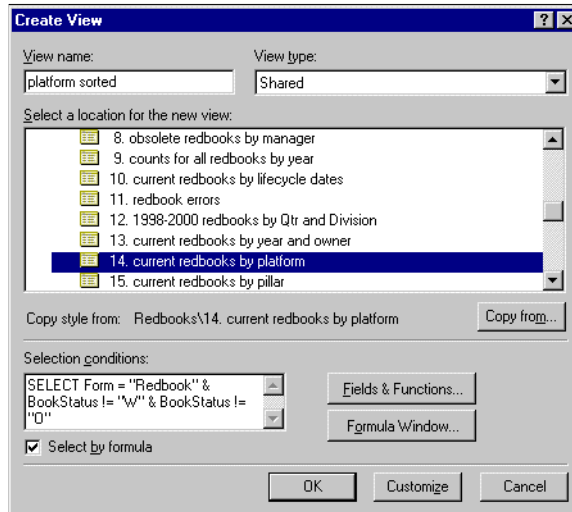 Create View
View name:
View type:
platform sorted
Shared
Select a location for the new view:
8. obsolete redbooks by manager
9. counts for all redbooks by year
10. current redbooks by lifecycle dates
11. redbook errors
12. 1998-2000 redbooks by Qtr and Division
13. current redbooks by year and owner
14. current redbooks by platform
15. current redbooks by pillar
Copy style from: Redbooks\14. current redbooks by platform
Copy from...
Selection conditions:
SELECT Form = "Redbook" &
BookStatus != "W" & BookStatus !=
"O"
Fields & Functions...
Formula Window...
Select by formula
OK
Customize
Cancel